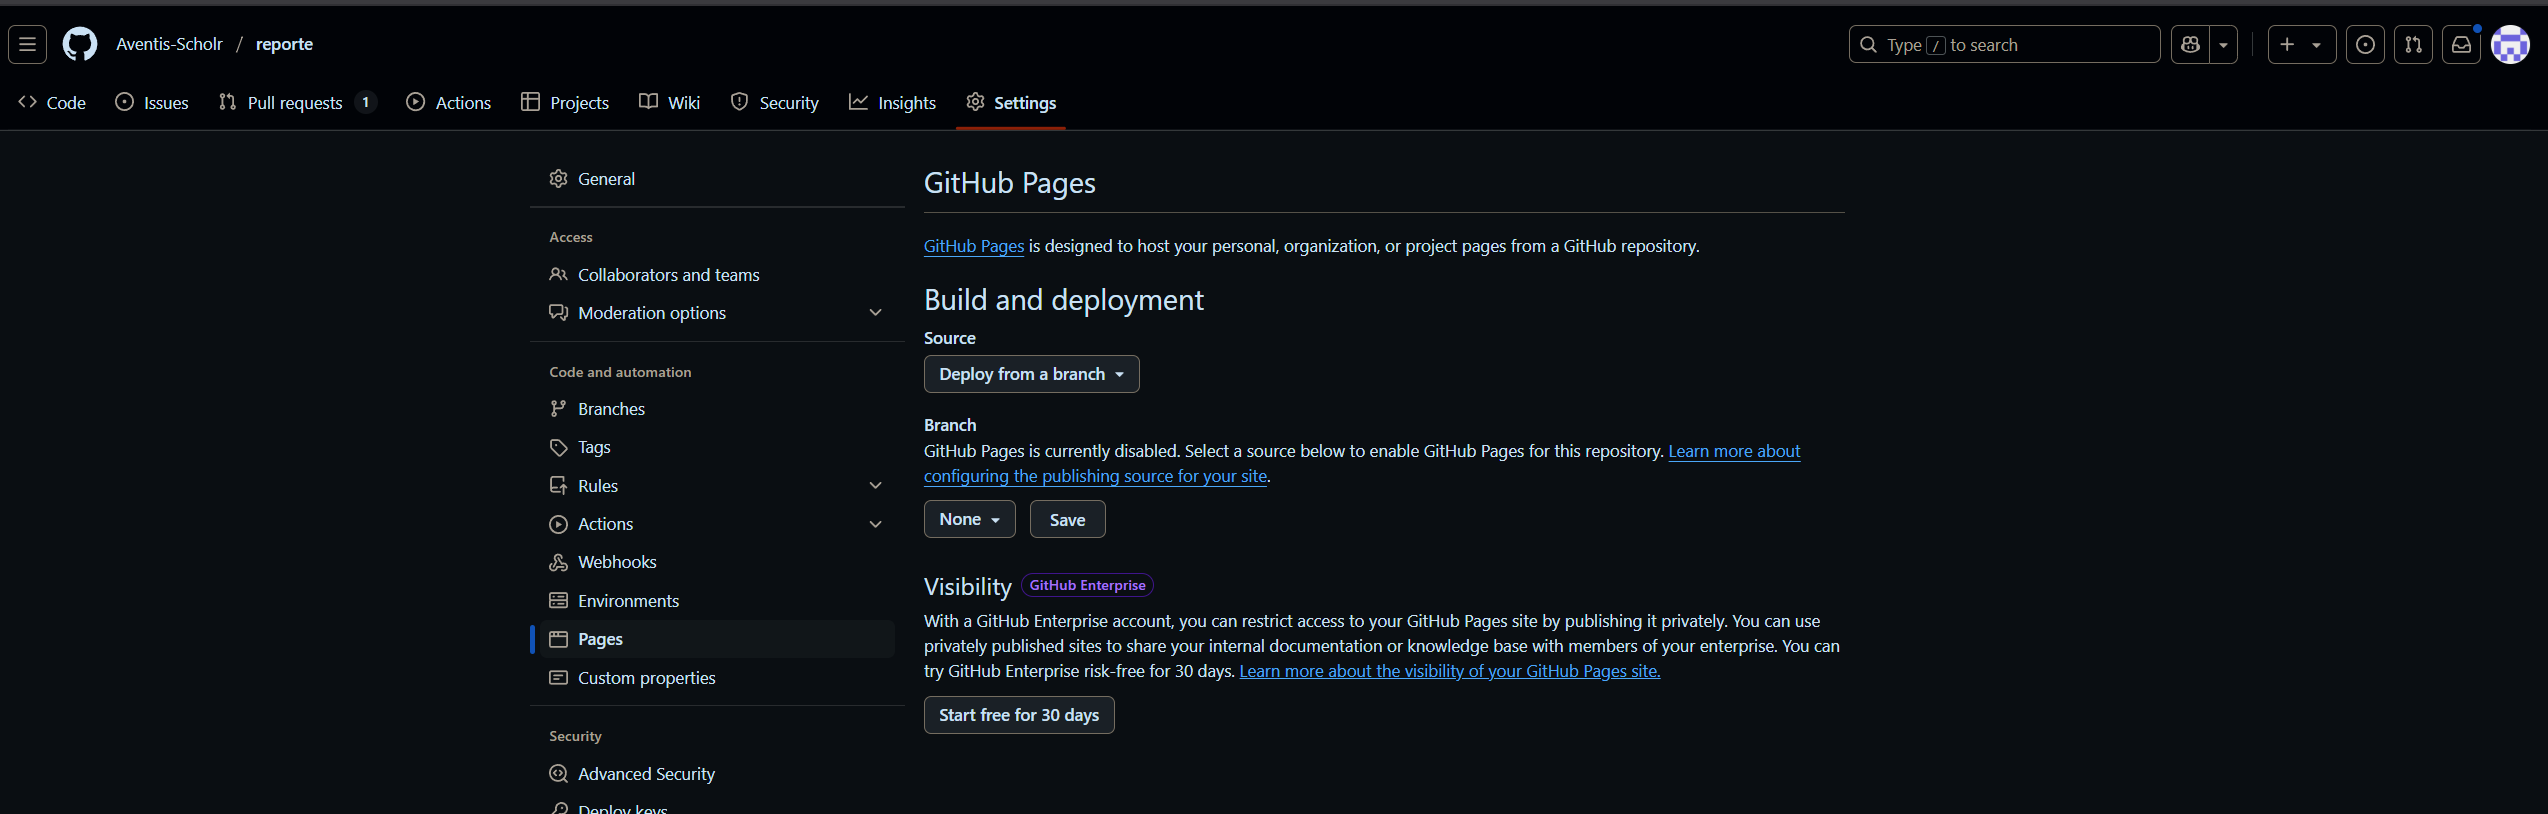 Aventis-Scholr / reporte
Type / to search
Code
Issues
Pull requests 1
Actions
Projects
Wiki
Security
Insights
Settings
General
Access
Collaborators and teams
Moderation options
Code and automation
Branches
Tags
Rules
Actions
Webhooks
Environments
Pages
Custom properties
Security
Advanced Security
Deploy keys
GitHub Pages
GitHub Pages is designed to host your personal, organization, or project pages from a GitHub repository.
Build and deployment
Source
Deploy from a branch
Branch
GitHub Pages is currently disabled. Select a source below to enable GitHub Pages for this repository. Learn more about
configuring the publishing source for your site.
None
Save
Visibility GitHub Enterprise
With a GitHub Enterprise account, you can restrict access to your GitHub Pages site by publishing it privately. You can use
privately published sites to share your internal documentation or knowledge base with members of your enterprise. You can
try GitHub Enterprise risk-free for 30 days. Learn more about the visibility of your GitHub Pages site.
Start free for 30 days